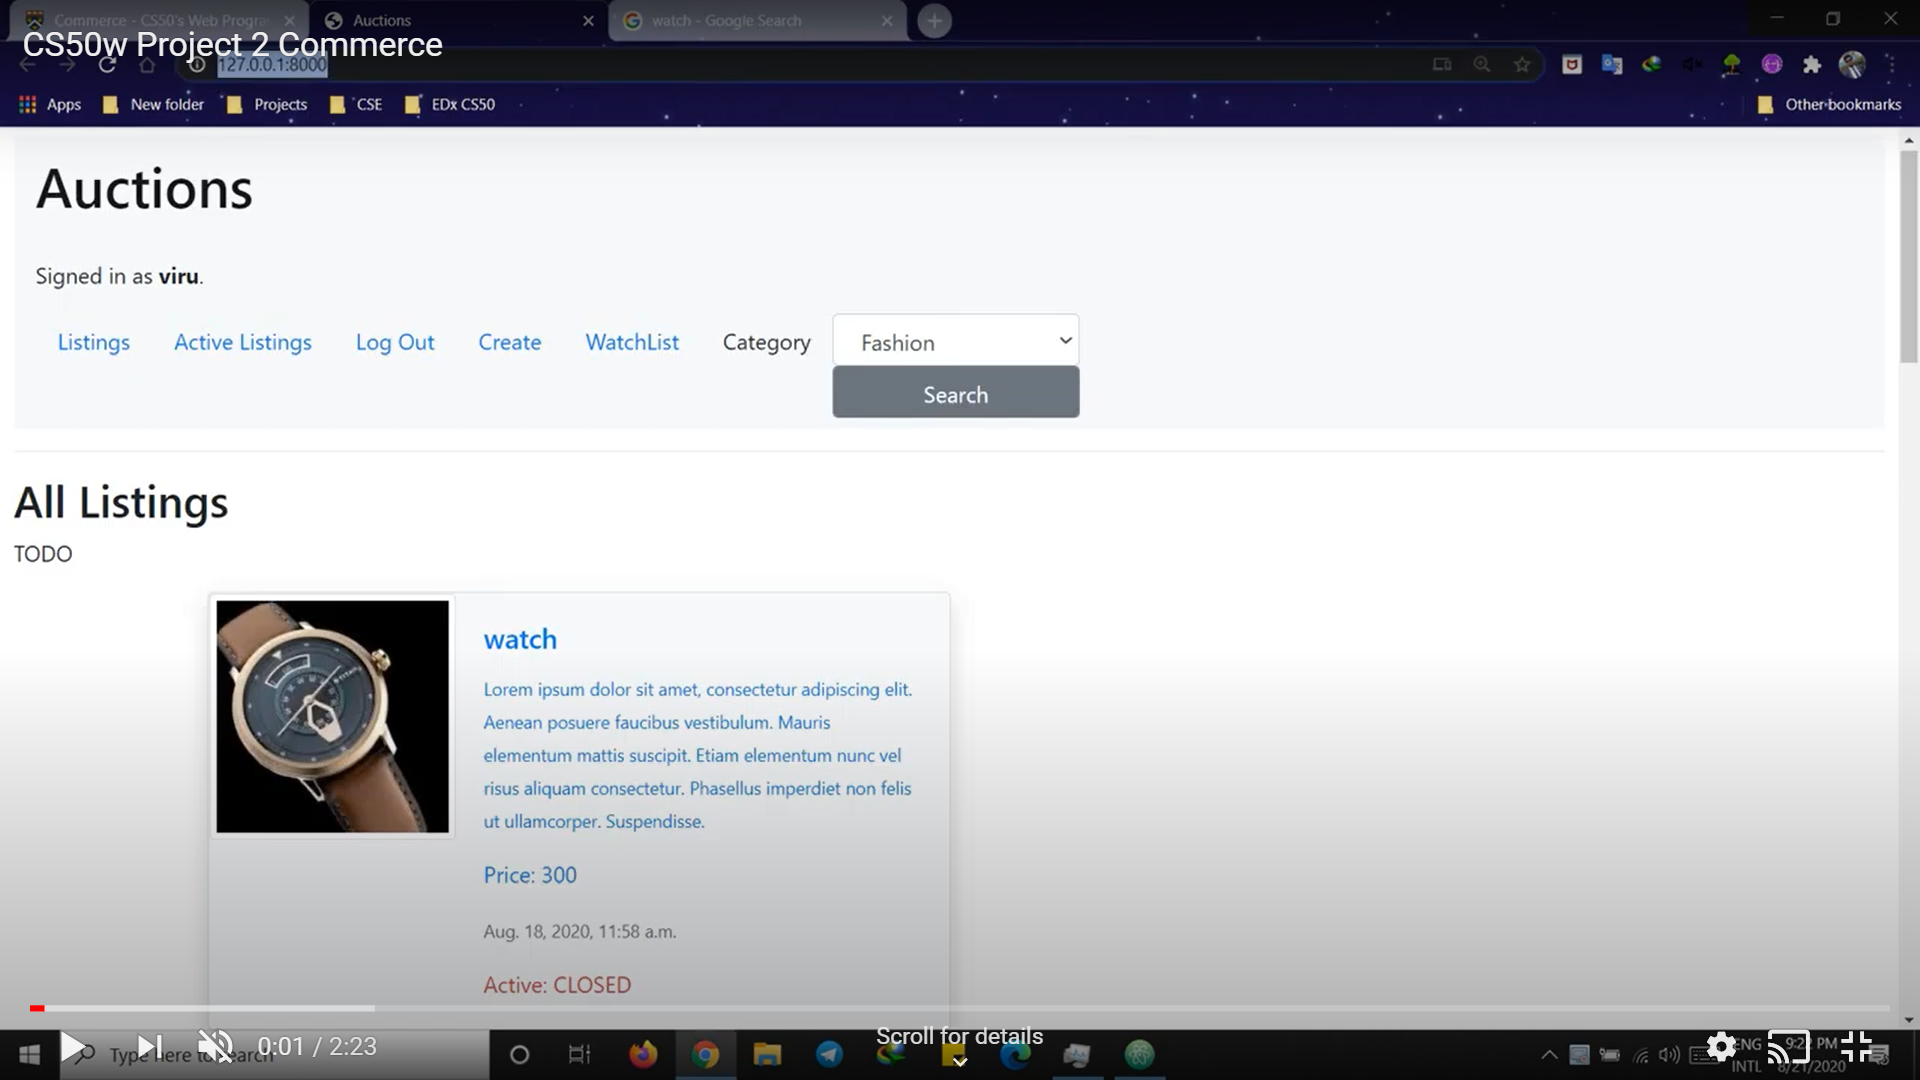 Commerce - CS50's Web Progra
Auctions
watch - Google Search
CS50w Project 2 Commerce
127.0.0.1:8000
Apps
New folder
Projects
CSE
EDx CS50
Other bookmarks
Auctions
Signed in as viru.
Listings
Active Listings
Log Out
Create
WatchList
Category
Fashion
Search
All Listings
TODO
watch
Lorem ipsum dolor sit amet, consectetur adipiscing elit.
Aenean posuere faucibus vestibulum. Mauris
elementum mattis suscipit. Etiam elementum nunc vel
risus aliquam consectetur. Phasellus imperdiet non felis
ut ullamcorper. Suspendisse.
Price: 300
Aug. 18, 2020, 11:58 a.m.
Active: CLOSED
Scroll for details
Type here to search
0:01 / 2:23
ENG
INTL
9:22 PM
8/21/2020